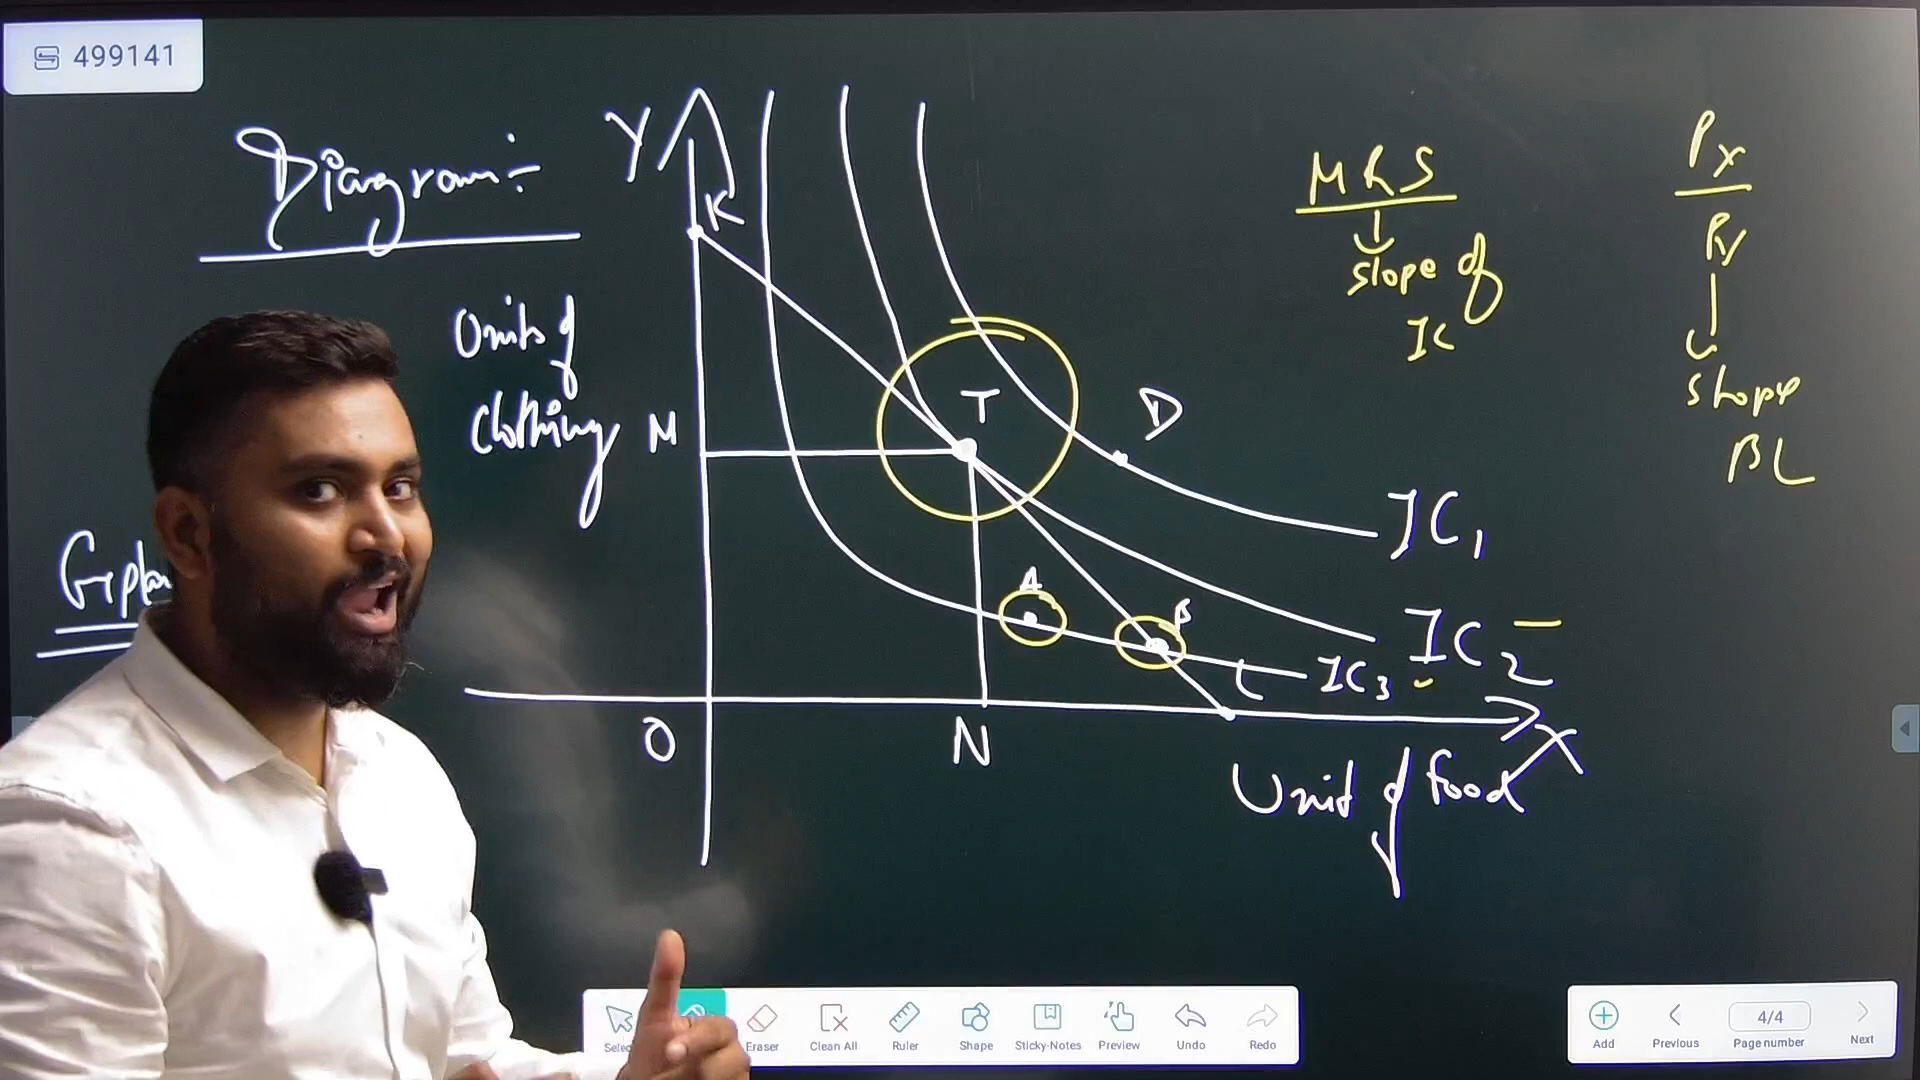 499141
Diagram:-
Y
K
Units of
Clothing
M
T
D
A
B
L
IC1
IC2
IC3
O
N
X
Unit of food
MRS
slope of
IC
Px
Py
Slope
BL
Eraser
Clean All
Ruler
Shape
Sticky-Notes
Preview
Undo
Redo
Add
Previous
4/4
Page number
Next